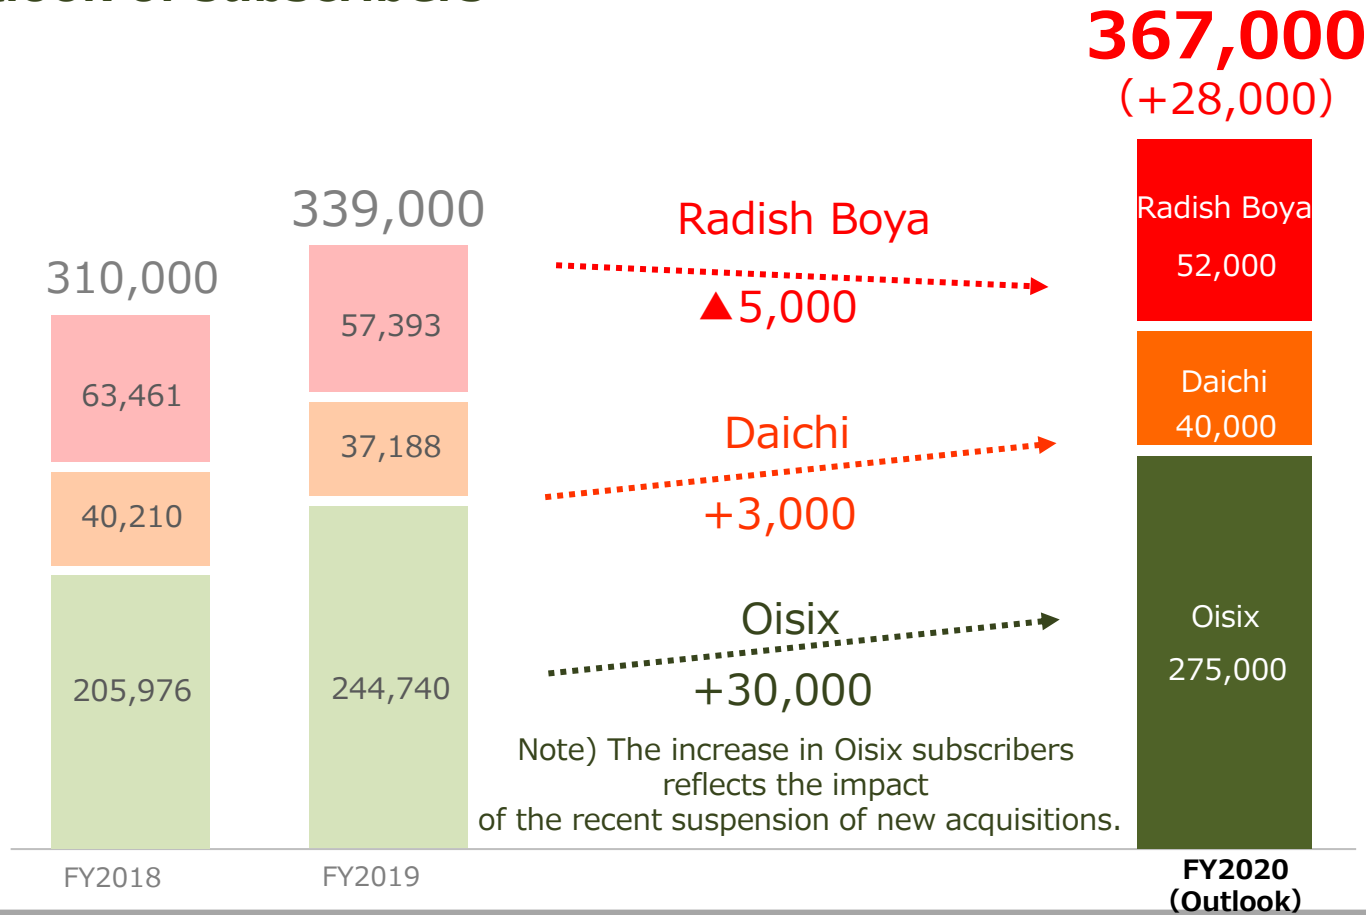 367,000
(+28,000)
339,000
310,000
Radish Boya
▲5,000
Radish Boya
52,000
57,393
63,461
Daichi
+3,000
Daichi
40,000
37,188
40,210
Oisix
+30,000
Oisix
275,000
244,740
205,976
Note) The increase in Oisix subscribers
reflects the impact
of the recent suspension of new acquisitions.
FY2018
FY2019
FY2020
(Outlook)